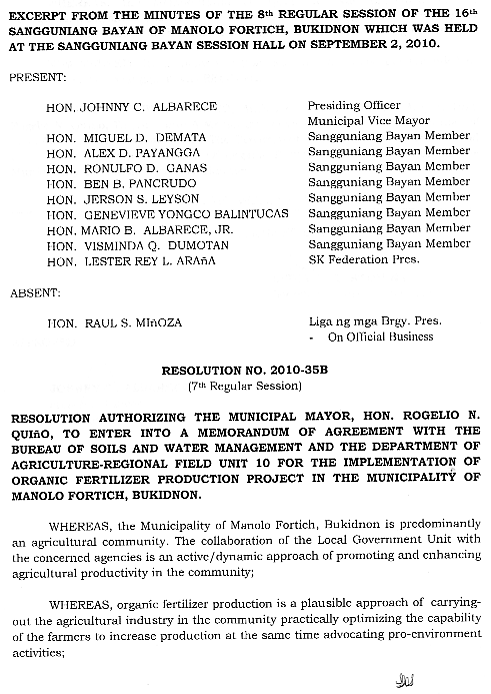 EXCERPT FROM THE MINUTES OF THE 8th REGULAR SESSION OF THE 16th
SANGGUNIANG BAYAN OF MANOLO FORTICH, BUKIDNON WHICH WAS HELD
AT THE SANGGUNIANG BAYAN SESSION HALL ON SEPTEMBER 2, 2010.
PRESENT:
HON. JOHNNY C. ALBARECE Presiding Officer
Municipal Vice Mayor
HON. MIGUEL D. DEMATA Sangguniang Bayan Member
HON. ALEX D. PAYANGGA Sangguniang Bayan Member
HON. RONULFO D. GANAS Sangguniang Bayan Member
HON. BEN B. PANCRUDO Sangguniang Bayan Member
HON. JERSON S. LEYSON Sangguniang Bayan Member
HON. GENEVIEVE YONGCO BALINTUCAS Sangguniang Bayan Member
HON. MARIO B. ALBARECE, JR. Sangguniang Bayan Member
HON. VISMINDA Q. DUMOTAN Sangguniang Bayan Member
HON. LESTER REY L. ARAñA SK Federation Pres.
ABSENT:
HON. RAUL S. MIñOZA Liga ng mga Brgy. Pres.
- On Official Business
RESOLUTION NO. 2010-35B
(7th Regular Session)
RESOLUTION AUTHORIZING THE MUNICIPAL MAYOR, HON. ROGELIO N.
QUIñO, TO ENTER INTO A MEMORANDUM OF AGREEMENT WITH THE
BUREAU OF SOILS AND WATER MANAGEMENT AND THE DEPARTMENT OF
AGRICULTURE-REGIONAL FIELD UNIT 10 FOR THE IMPLEMENTATION OF
ORGANIC FERTILIZER PRODUCTION PROJECT IN THE MUNICIPALITY OF
MANOLO FORTICH, BUKIDNON.
WHEREAS, the Municipality of Manolo Fortich, Bukidnon is predominantly
an agricultural community. The collaboration of the Local Government Unit with
the concerned agencies is an active/dynamic approach of promoting and enhancing
agricultural productivity in the community;
WHEREAS, organic fertilizer production is a plausible approach of carrying-
out the agricultural industry in the community practically optimizing the capability
of the farmers to increase production at the same time advocating pro-environment
activities;